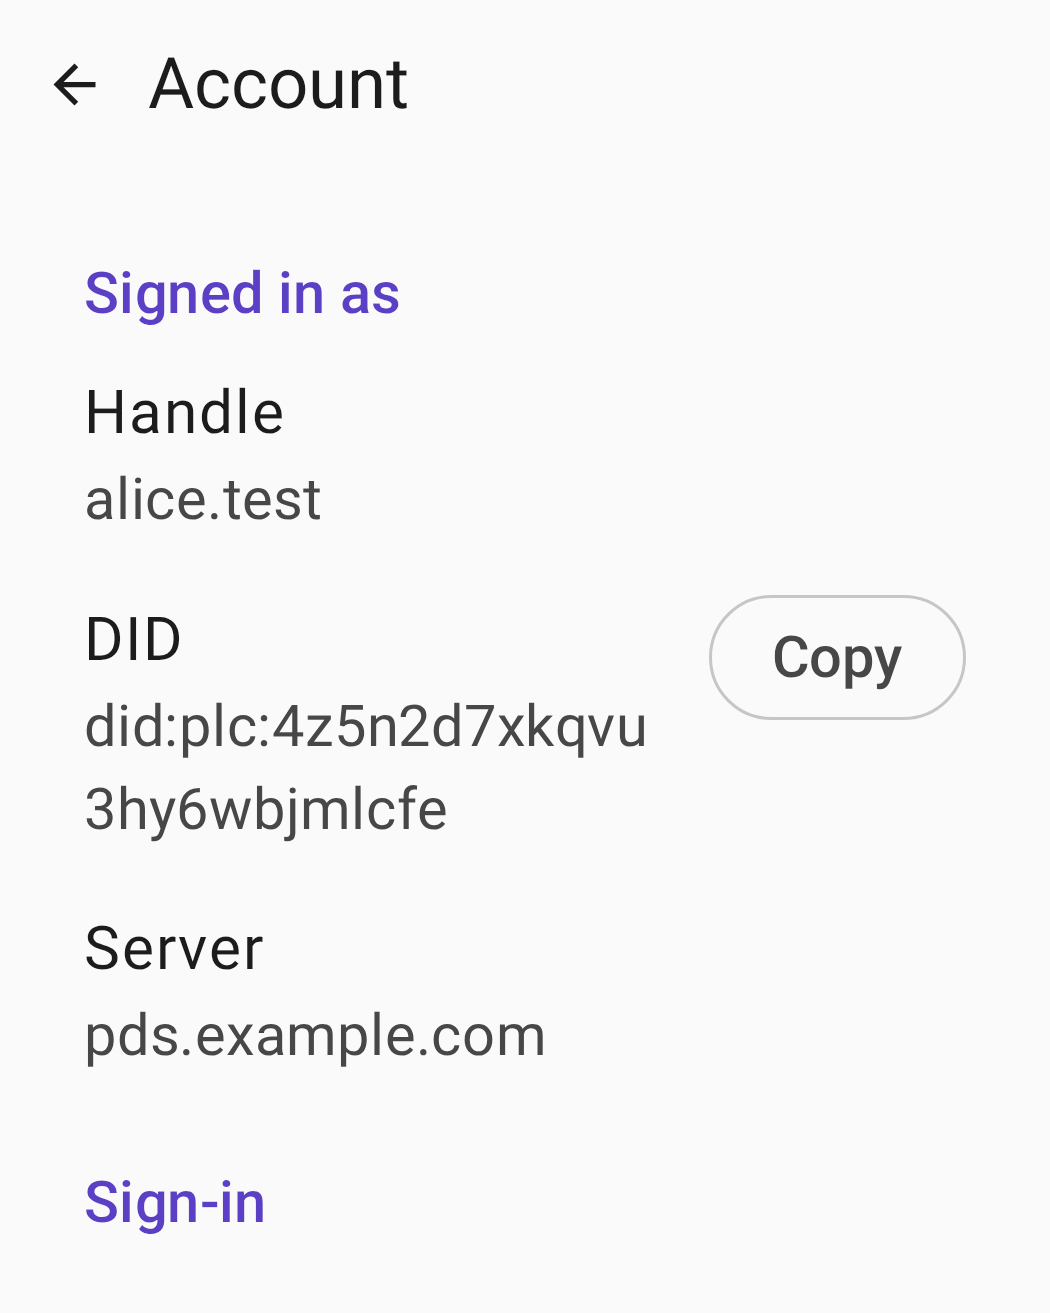 Account
Signed in as
Handle
alice.test
DID
Copy
did:plc:4z5n2d7xkqvu
3hy6wbjmlcfe
Server
pds.example.com
Sign-in